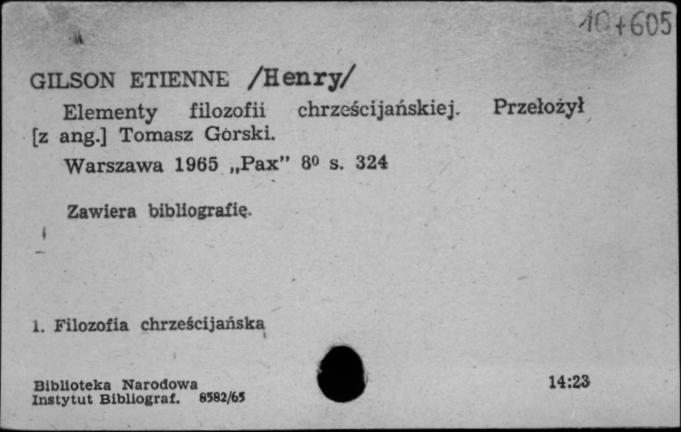 10+605
GILSON ETIENNE /Henry/
Elementy filozofii chrześcijańskiej. Przełożył
[z ang.] Tomasz Górski.
Warszawa 1965 „Pax” 8⁰ s. 324
Zawiera bibliografię.
1. Filozofia chrześcijańska
Biblioteka Narodowa 14:23
Instytut Bibliograf. 8582/65